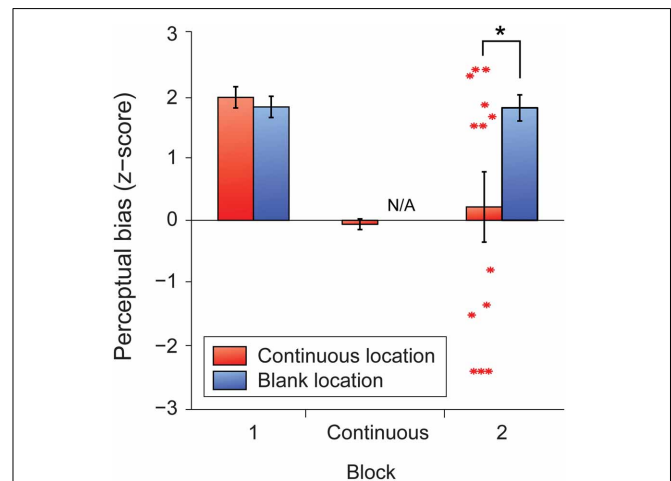 *
3
2
1
0
−1
−2
−3
Perceptual bias (z−score)
N/A
Continuous location
Blank location
1 Continuous 2
Block